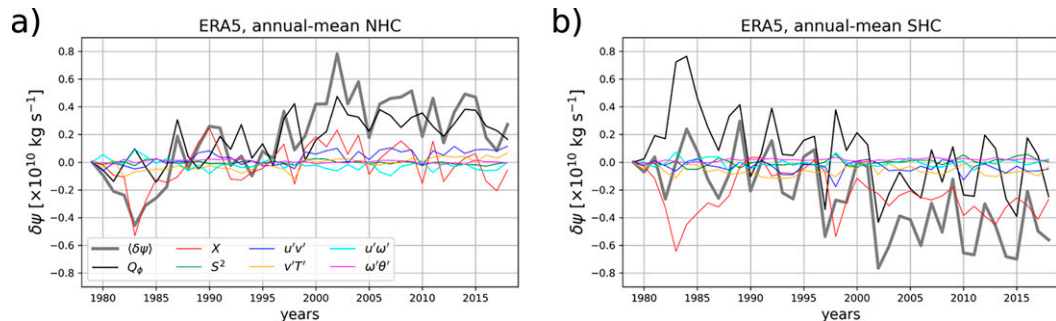 a)
ERA5, annual-mean NHC
δψ [×10¹⁰ kg s⁻¹]
0.8
0.6
0.4
0.2
0.0
−0.2
−0.4
−0.6
−0.8
⟨δψ⟩ X u′v′ u′ω′
Qϕ S² v′T′ ω′θ′
1980 1985 1990 1995 2000 2005 2010 2015
years
b)
ERA5, annual-mean SHC
δψ [×10¹⁰ kg s⁻¹]
0.8
0.6
0.4
0.2
0.0
−0.2
−0.4
−0.6
−0.8
1980 1985 1990 1995 2000 2005 2010 2015
years